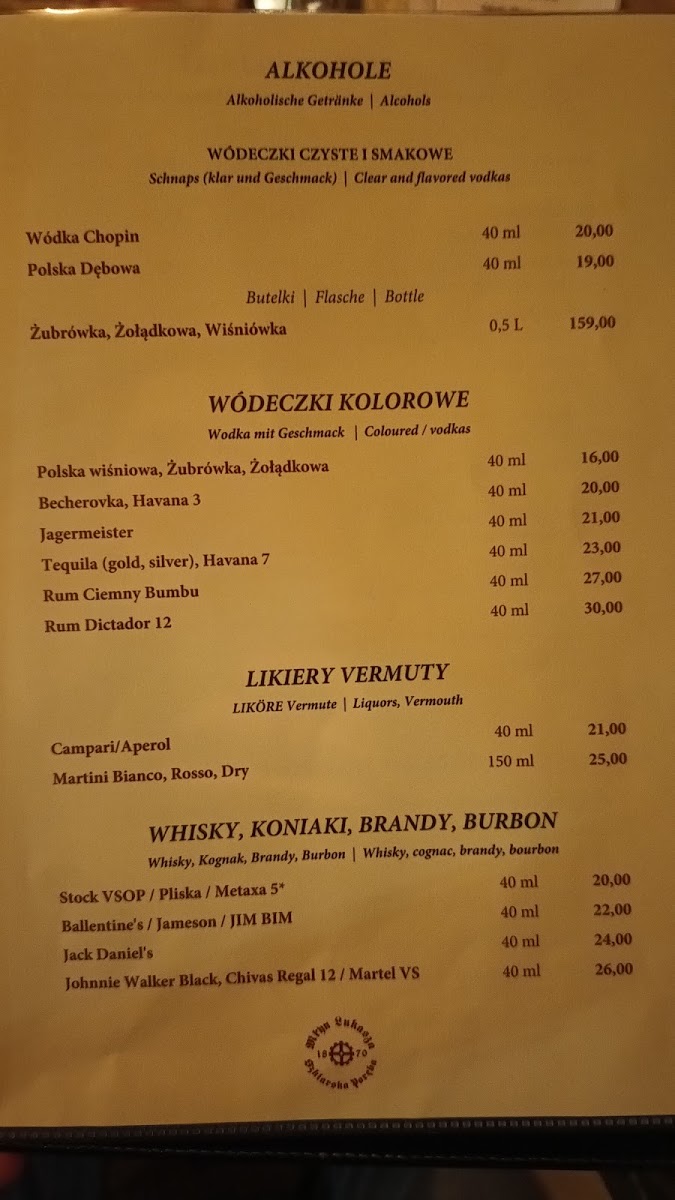 ALKOHOLE
Alkoholische Getränke | Alcohols
WÓDECZKI CZYSTE I SMAKOWE
Schnaps (klar und Geschmack) | Clear and flavored vodkas
Wódka Chopin 40 ml 20,00
Polska Dębowa 40 ml 19,00
Butelki | Flasche | Bottle
Żubrówka, Żołądkowa, Wiśniówka 0,5 L 159,00
WÓDECZKI KOLOROWE
Wodka mit Geschmack | Coloured / vodkas
Polska wiśniowa, Żubrówka, Żołądkowa 40 ml 16,00
Becherovka, Havana 3 40 ml 20,00
Jagermeister 40 ml 21,00
Tequila (gold, silver), Havana 7 40 ml 23,00
Rum Ciemny Bumbu 40 ml 27,00
Rum Dictador 12 40 ml 30,00
LIKIERY VERMUTY
LIKÖRE Vermute | Liquors, Vermouth
Campari/Aperol 40 ml 21,00
Martini Bianco, Rosso, Dry 150 ml 25,00
WHISKY, KONIAKI, BRANDY, BURBON
Whisky, Kognak, Brandy, Burbon | Whisky, cognac, brandy, bourbon
Stock VSOP / Pliska / Metaxa 5* 40 ml 20,00
Ballentine's / Jameson / JIM BIM 40 ml 22,00
Jack Daniel's 40 ml 24,00
Johnnie Walker Black, Chivas Regal 12 / Martel VS 40 ml 26,00
Młyn Łukasza
18 70
Szklarska Poręba